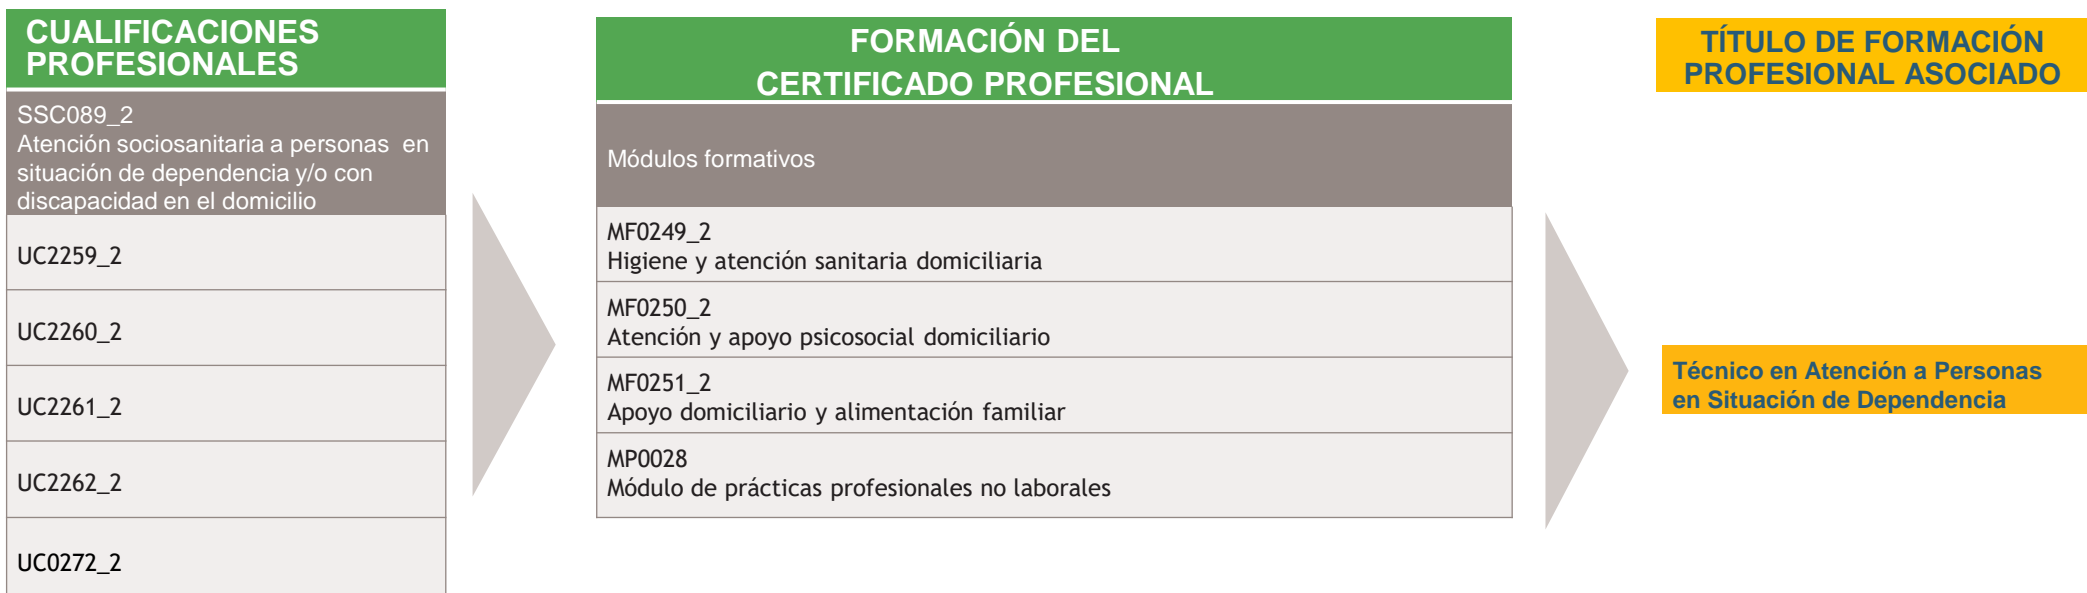 CUALIFICACIONES
PROFESIONALES
SSC089_2
Atención sociosanitaria a personas en
situación de dependencia y/o con
discapacidad en el domicilio
UC2259_2
UC2260_2
UC2261_2
UC2262_2
UC0272_2
FORMACIÓN DEL
CERTIFICADO PROFESIONAL
Módulos formativos
MF0249_2
Higiene y atención sanitaria domiciliaria
MF0250_2
Atención y apoyo psicosocial domiciliario
MF0251_2
Apoyo domiciliario y alimentación familiar
MP0028
Módulo de prácticas profesionales no laborales
TÍTULO DE FORMACIÓN
PROFESIONAL ASOCIADO
Técnico en Atención a Personas
en Situación de Dependencia